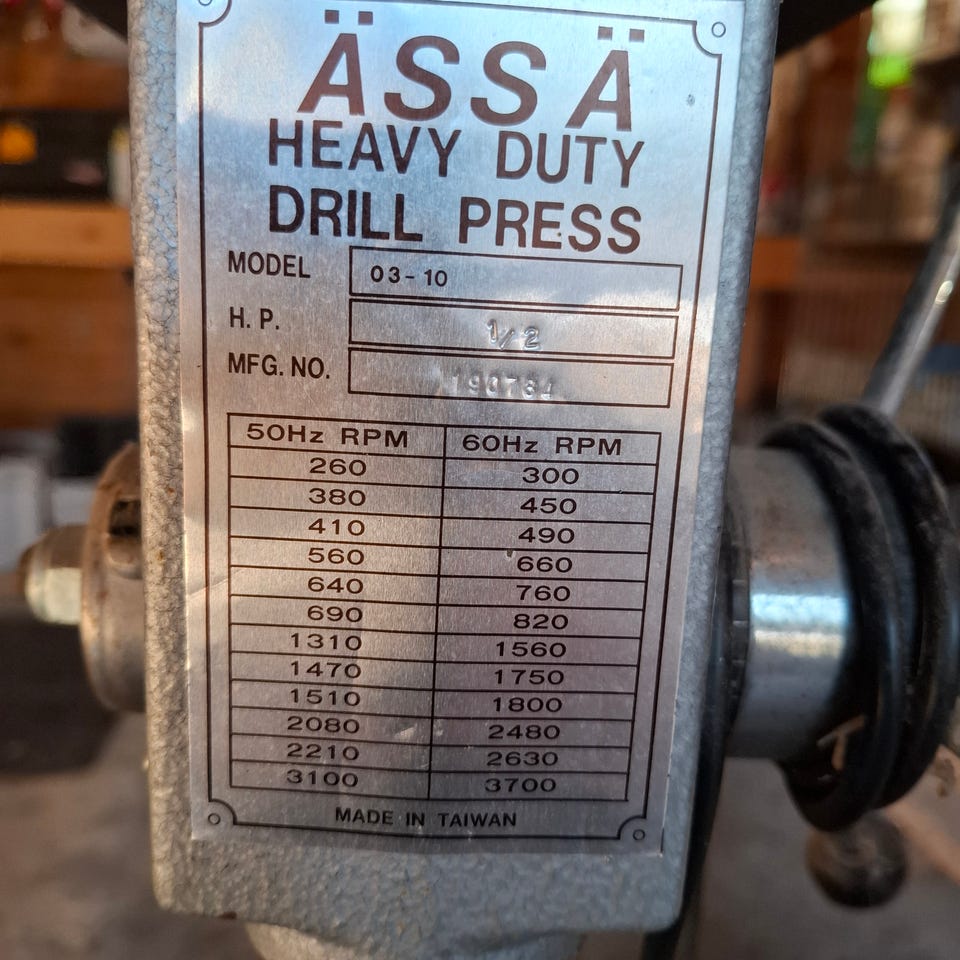 ÄSSÄ
HEAVY DUTY
DRILL PRESS
MODEL 03-10
H. P. 1/2
MFG. NO. 190784
50Hz RPM 60Hz RPM
260 300
380 450
410 490
560 660
640 760
690 820
1310 1560
1470 1750
1510 1800
2080 2480
2210 2630
3100 3700
MADE IN TAIWAN